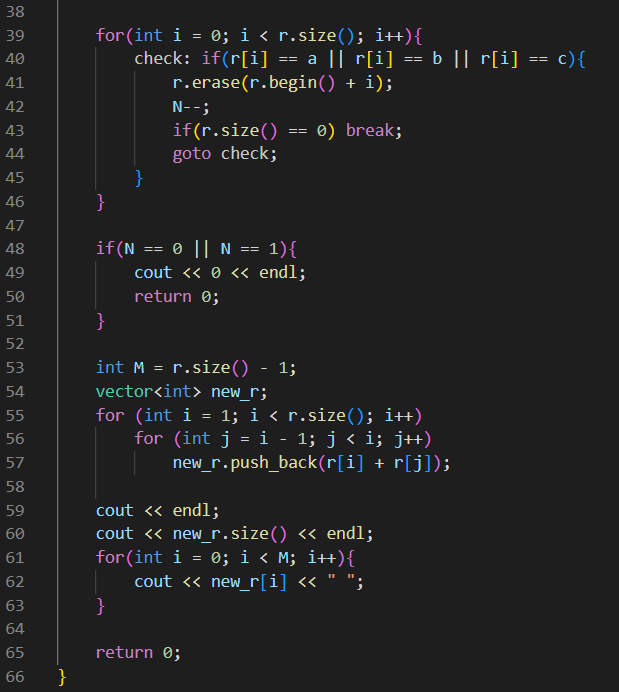 38
39 for(int i = 0; i < r.size(); i++){
40 check: if(r[i] == a || r[i] == b || r[i] == c){
41 r.erase(r.begin() + i);
42 N--;
43 if(r.size() == 0) break;
44 goto check;
45 }
46 }
47
48 if(N == 0 || N == 1){
49 cout << 0 << endl;
50 return 0;
51 }
52
53 int M = r.size() - 1;
54 vector<int> new_r;
55 for (int i = 1; i < r.size(); i++)
56 for (int j = i - 1; j < i; j++)
57 new_r.push_back(r[i] + r[j]);
58
59 cout << endl;
60 cout << new_r.size() << endl;
61 for(int i = 0; i < M; i++){
62 cout << new_r[i] << " ";
63 }
64
65 return 0;
66 }